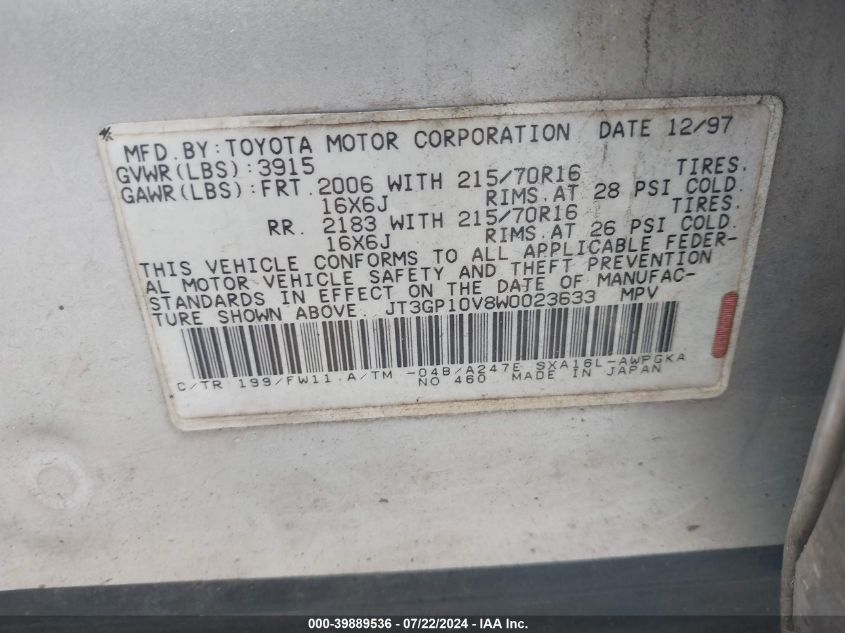 MFD.BY:TOYOTA MOTOR CORPORATION DATE 12/97
GVWR(LBS):3915
GAWR(LBS):FRT.2006 WITH 215/70R16 TIRES.
16X6J RIMS.AT 28 PSI COLD.
RR. 2183 WITH 215/70R16 TIRES.
16X6J RIMS.AT 26 PSI COLD.
THIS VEHICLE CONFORMS TO ALL APPLICABLE FEDER-
AL MOTOR VEHICLE SAFETY AND THEFT PREVENTION
STANDARDS IN EFFECT ON THE DATE OF MANUFAC-
TURE SHOWN ABOVE. JT3GP10V8W0023633 MPV
C/TR 199/FW11 A/TM -04B/A247E SXA16L-AWPGKA
NO 460 MADE IN JAPAN
000-39889536 - 07/22/2024 - IAA Inc.